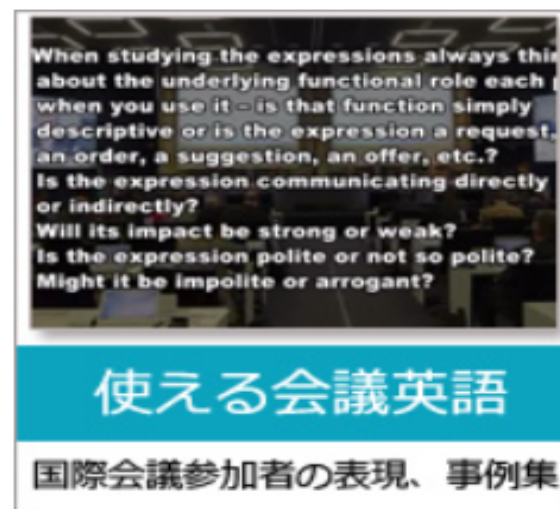 When studying the expressions always
about the underlying functional role each
when you use it - is that function simply
descriptive or is the expression a request,
an order, a suggestion, an offer, etc.?
Is the expression communicating directly
or indirectly?
Will its impact be strong or weak?
Is the expression polite or not so polite?
Might it be impolite or arrogant?
使える会議英語
国際会議参加者の表現、事例集